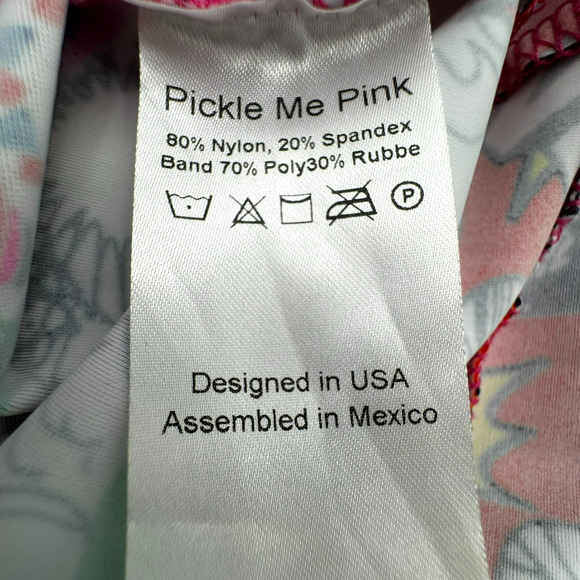 Pickle Me Pink
80% Nylon, 20% Spandex
Band 70% Poly30% Rubbe
P
Designed in USA
Assembled in Mexico